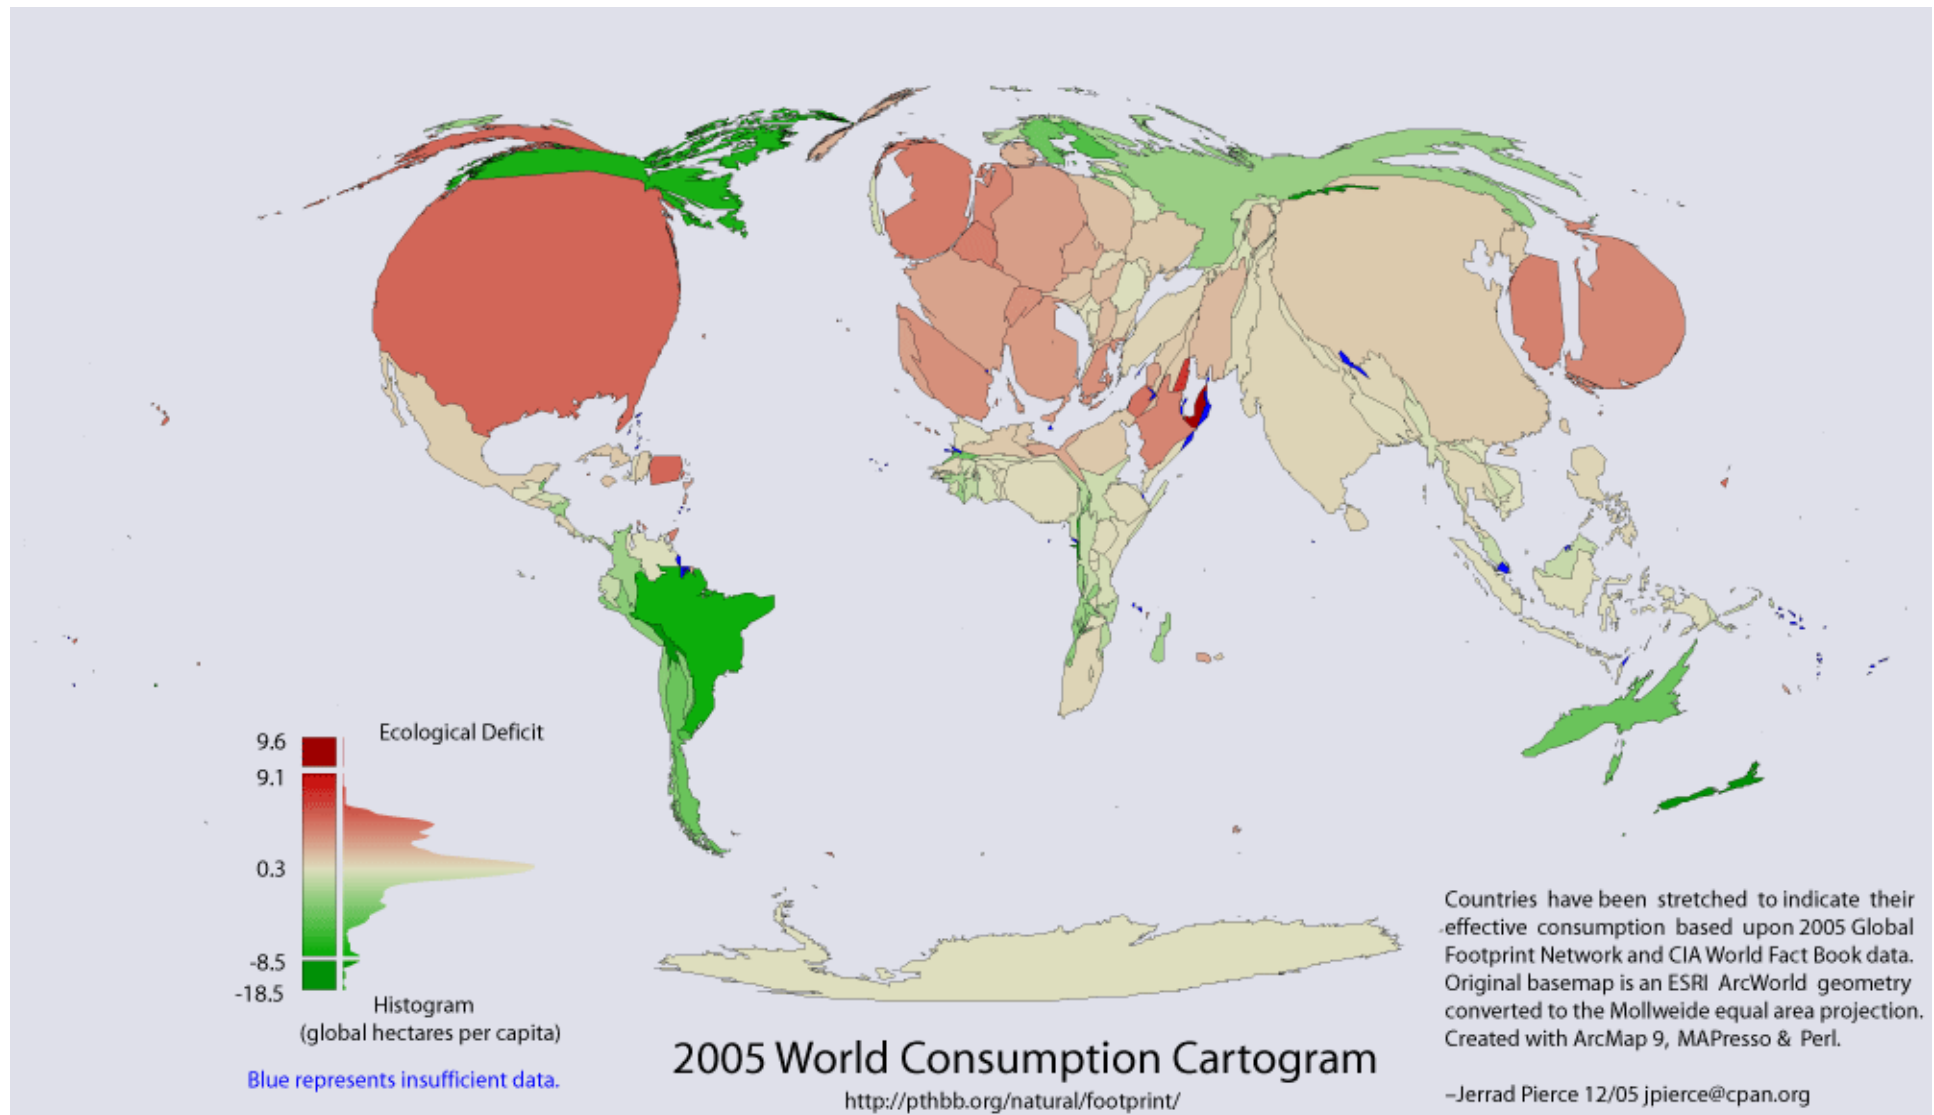 Ecological Deficit
9.6
9.1
0.3
-8.5
-18.5
Histogram
(global hectares per capita)
Blue represents insufficient data.
2005 World Consumption Cartogram
http://pthbb.org/natural/footprint/
Countries have been stretched to indicate their
effective consumption based upon 2005 Global
Footprint Network and CIA World Fact Book data.
Original basemap is an ESRI ArcWorld geometry
converted to the Mollweide equal area projection.
Created with ArcMap 9, MAPresso & Perl.
–Jerrad Pierce 12/05 jpierce@cpan.org